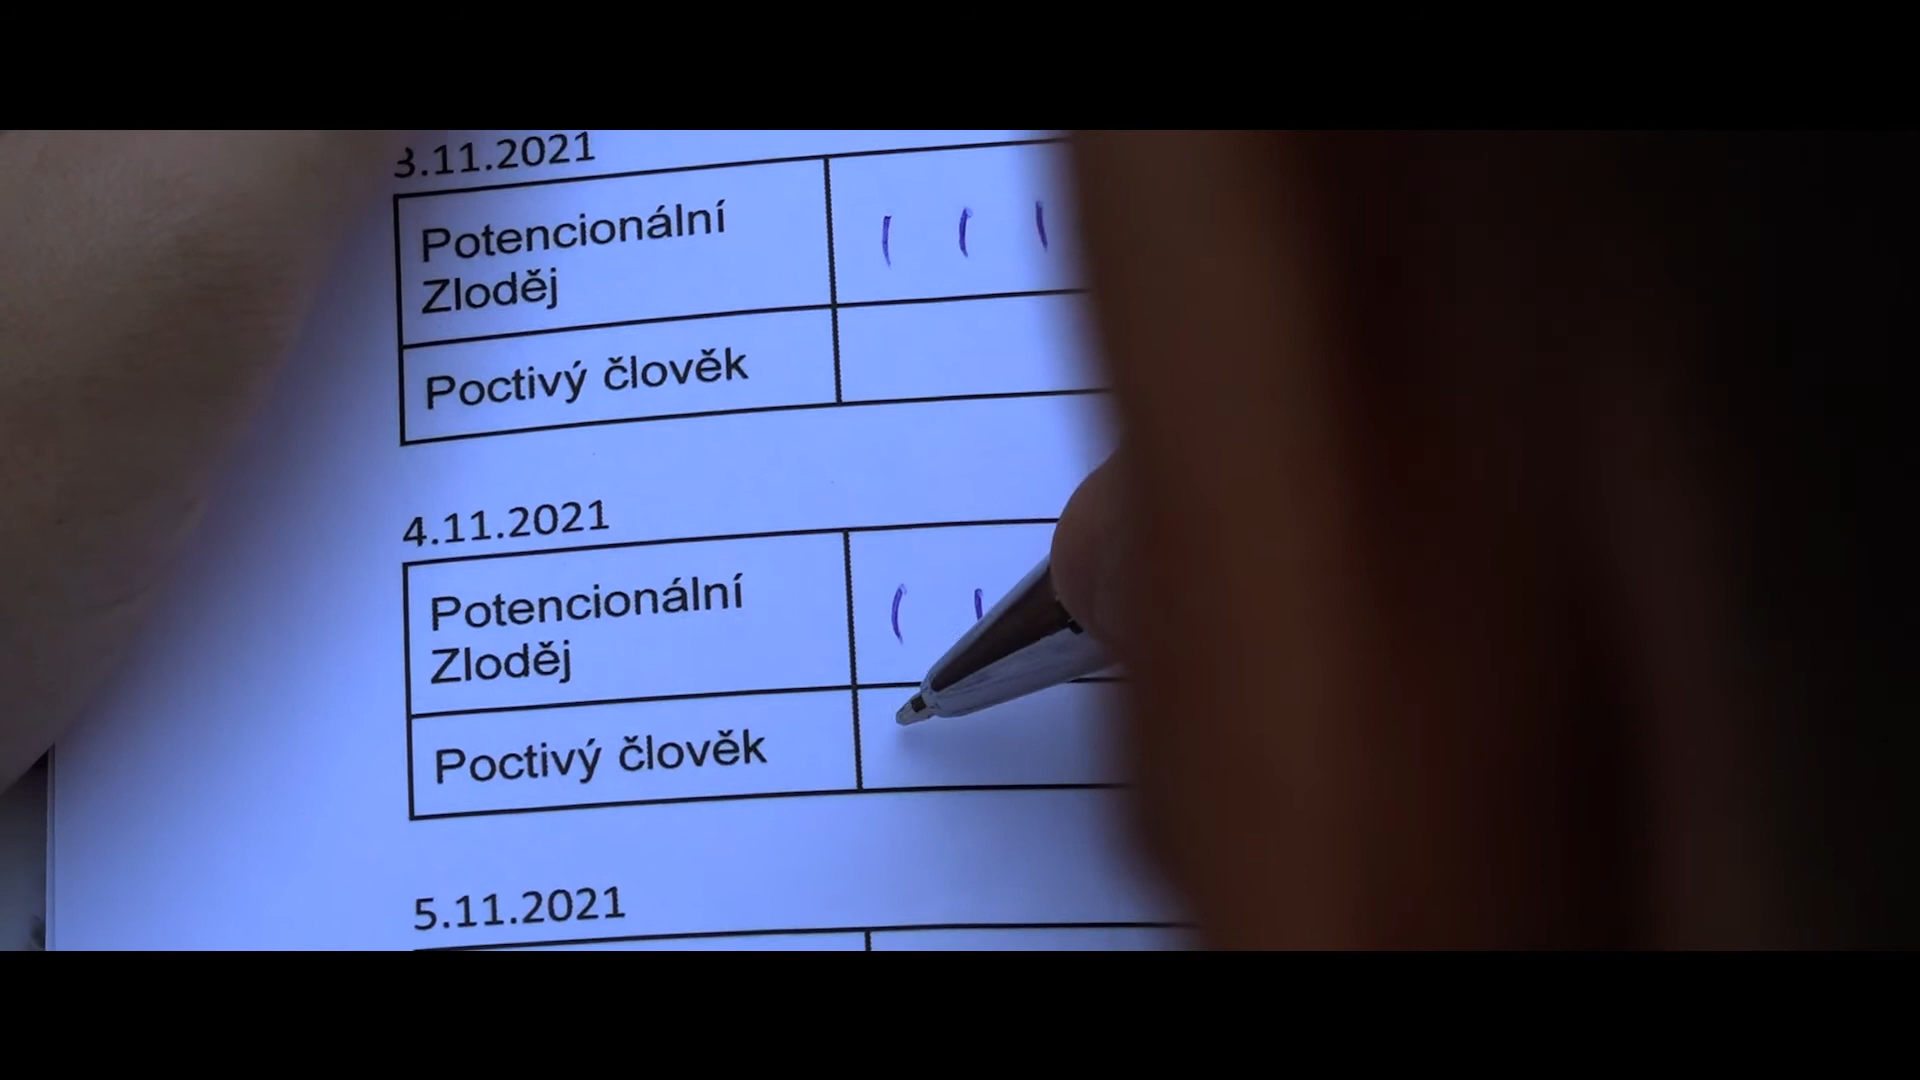 3.11.2021
Potencionální
Zloděj
Poctivý člověk
4.11.2021
Potencionální
Zloděj
Poctivý člověk
5.11.2021